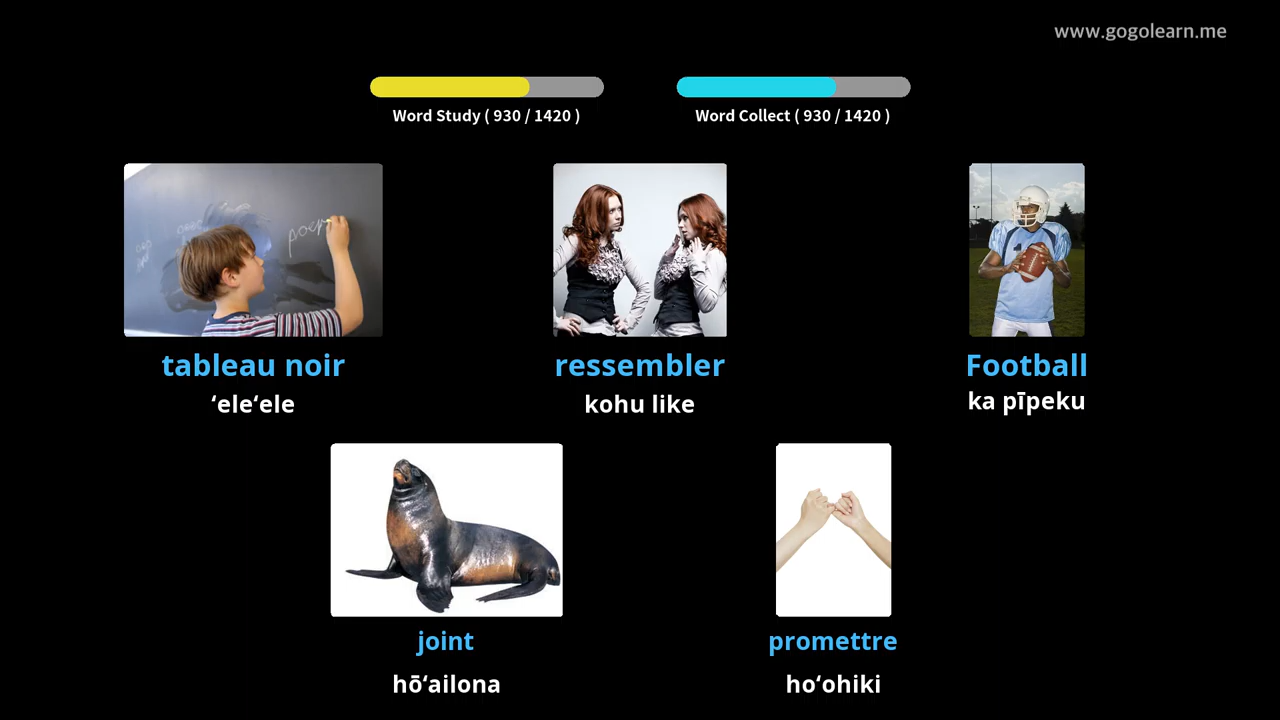 www.gogolearn.me
Word Study ( 930 / 1420 )
Word Collect ( 930 / 1420 )
poem
tableau noir
ressembler
Football
ʻeleʻele
kohu like
ka pīpeku
joint
promettre
hōʻailona
hoʻohiki